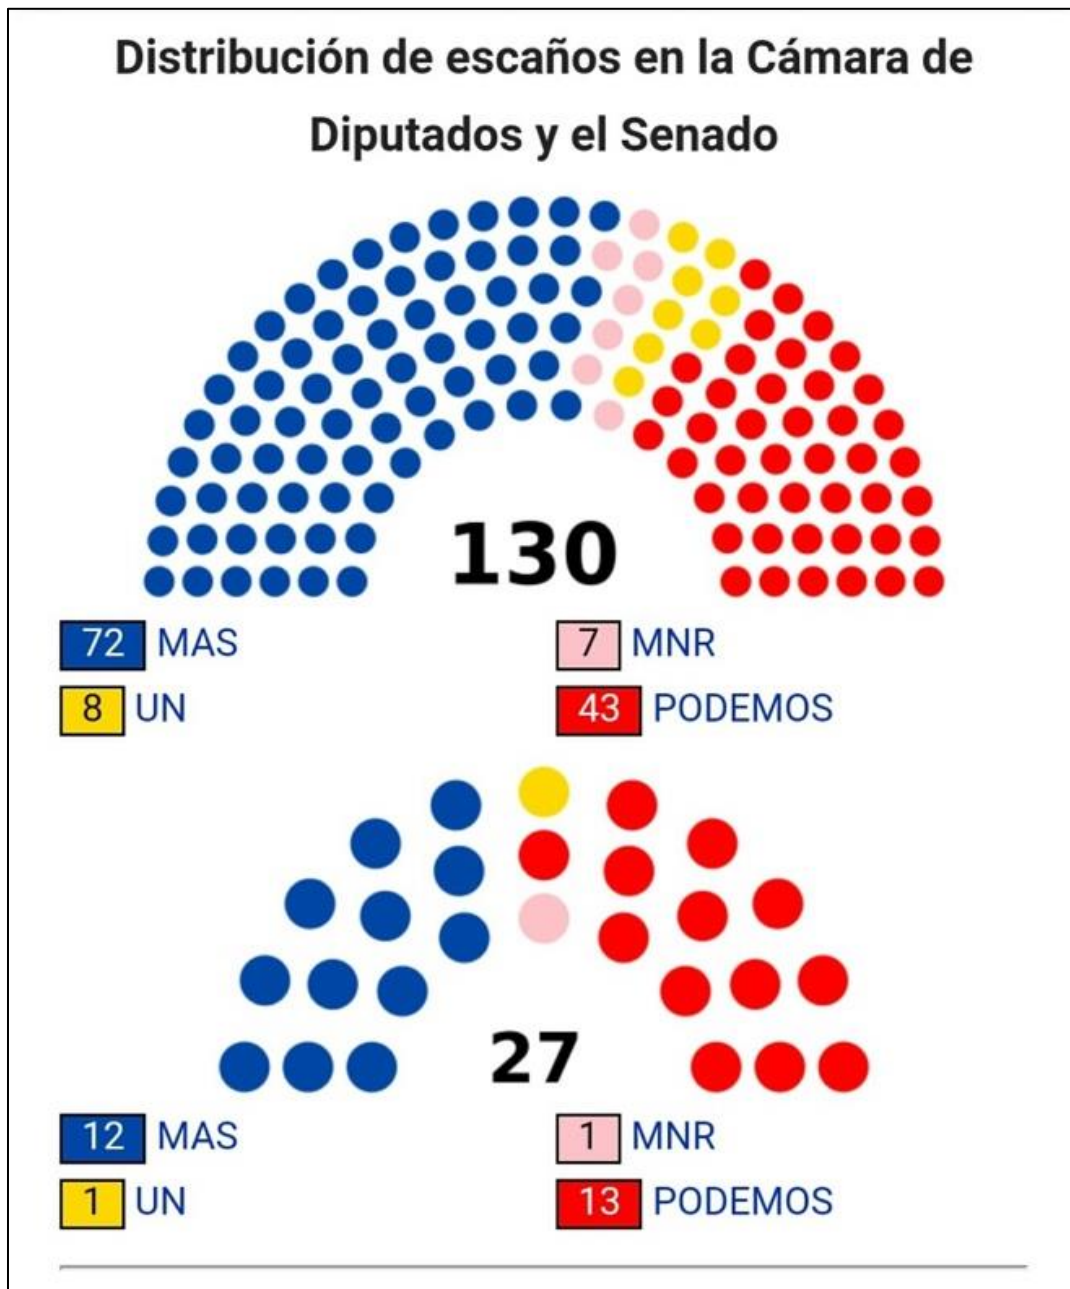 Distribución de escaños en la Cámara de
Diputados y el Senado
130
72 MAS
7 MNR
8 UN
43 PODEMOS
27
12 MAS
1 MNR
1 UN
13 PODEMOS